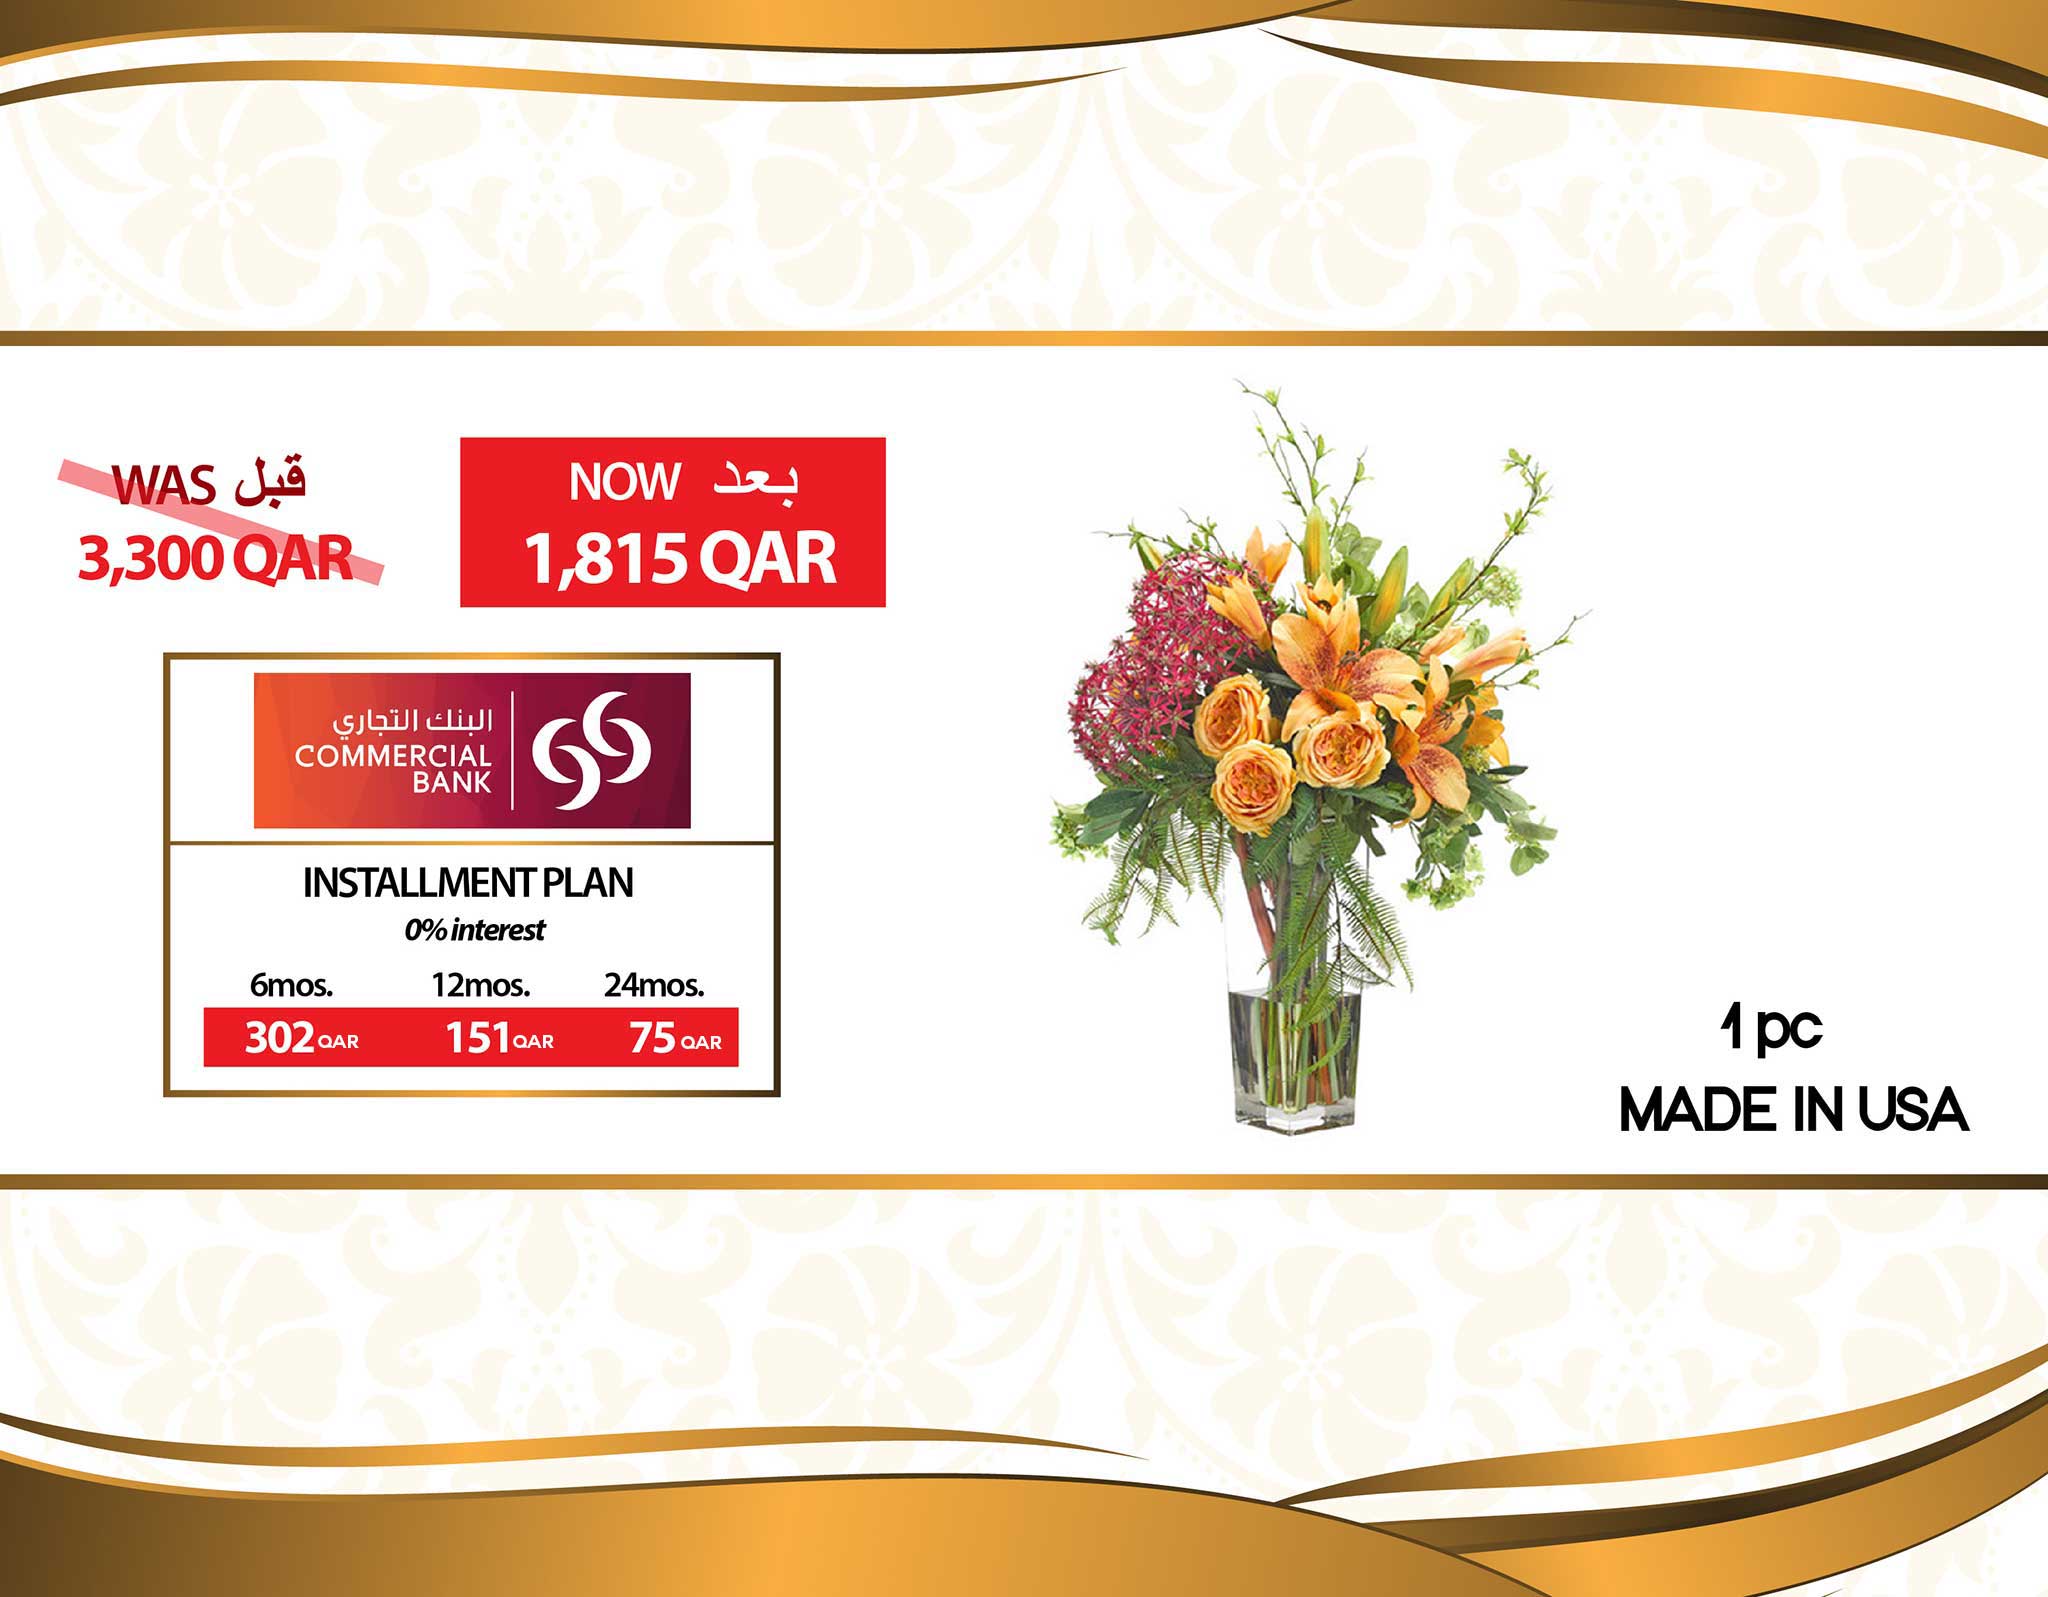 WAS قبل
3,300 QAR
NOW بعد
1,815 QAR
البنك التجاري
COMMERCIAL
BANK
INSTALLMENT PLAN
0% interest
6mos. 12mos. 24mos.
302 QAR 151 QAR 75 QAR
1 pc
MADE IN USA